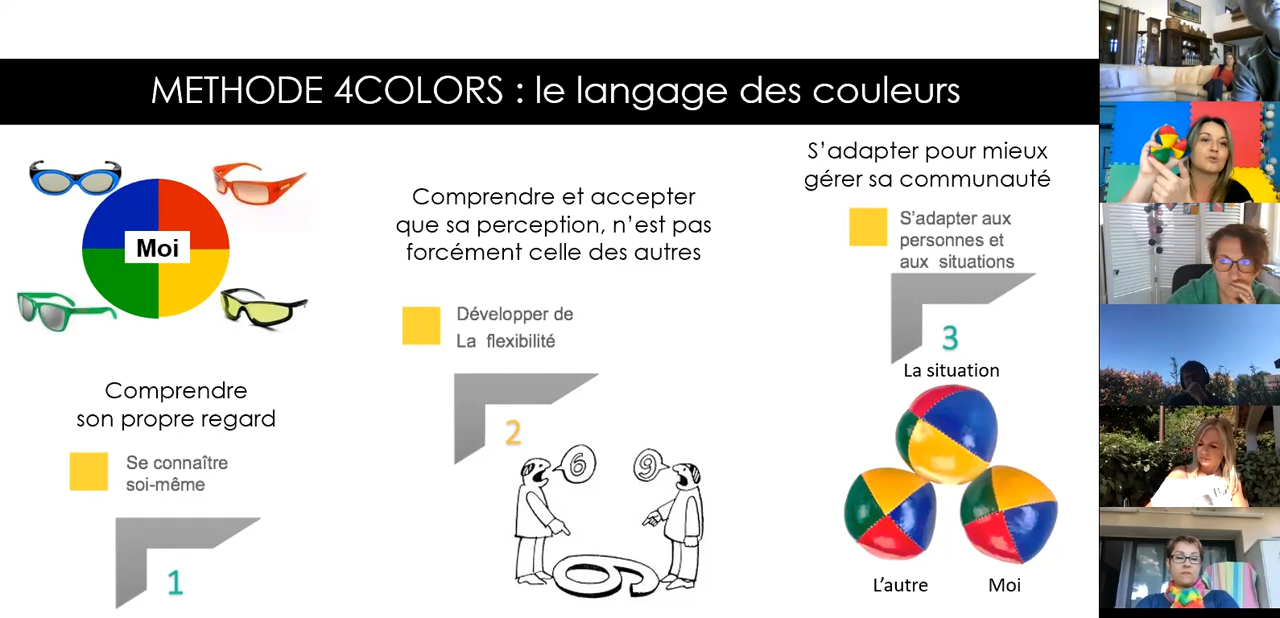 METHODE 4COLORS : le langage des couleurs
Moi
Comprendre
son propre regard
Se connaître
soi-même
1
Comprendre et accepter
que sa perception, n'est pas
forcément celle des autres
Développer de
La flexibilité
2
6
9
S'adapter pour mieux
gérer sa communauté
S'adapter aux
personnes et
aux situations
3
La situation
L'autre
Moi